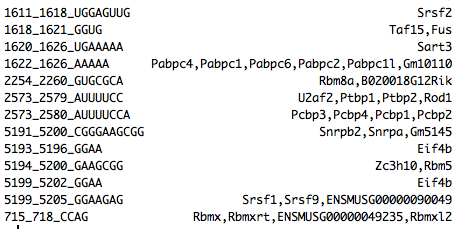 1611_1618_UGGAGUUG Srsf2
1618_1621_GGUG Taf15,Fus
1620_1626_UGAAAAA Sart3
1622_1626_AAAAA Pabpc4,Pabpc1,Pabpc6,Pabpc2,Pabpc1l,Gm10110
2254_2260_GUGCGCA Rbm8a,B020018G12Rik
2573_2579_AUUUUCC U2af2,Ptbp1,Ptbp2,Rod1
2573_2580_AUUUUCCA Pcbp3,Pcbp4,Pcbp1,Pcbp2
5191_5200_CGGGAAGCGG Snrpb2,Snrpa,Gm5145
5193_5196_GGAA Eif4b
5194_5200_GAAGCGG Zc3h10,Rbm5
5199_5202_GGAA Eif4b
5199_5205_GGAAGAG Srsf1,Srsf9,ENSMUSG00000090049
715_718_CCAG Rbmx,Rbmxrt,ENSMUSG00000049235,Rbmxl2